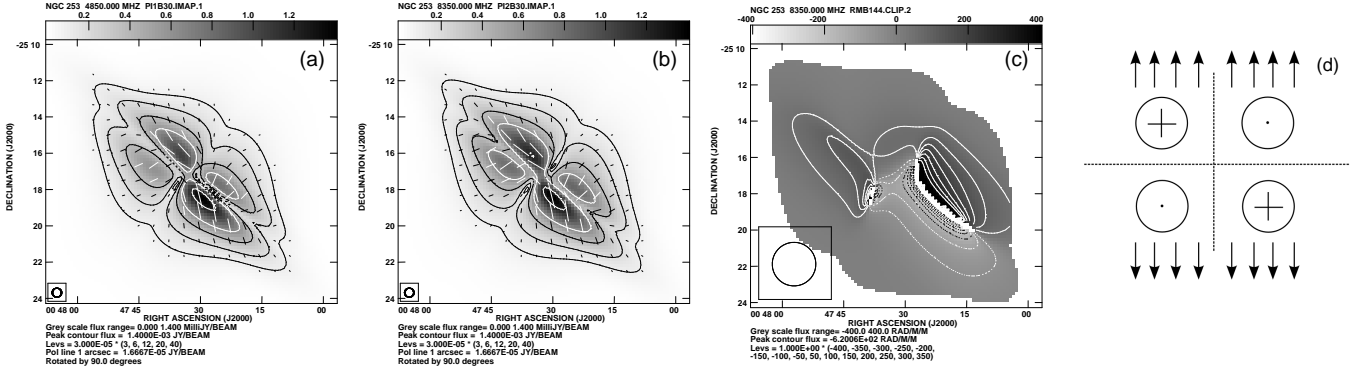 NGC 253 4850.000 MHZ PI1B30.IMAP.1
0.0 0.2 0.4 0.6 0.8 1.0 1.2
(a)
DECLINATION (J2000)
-25 10
12
14
16
18
20
22
24
00 48 00 47 45 30 15 00
RIGHT ASCENSION (J2000)
Grey scale flux range= 0.000 1.400 MilliJY/BEAM
Peak contour flux = 1.4000E-03 JY/BEAM
Levs = 3.000E-05 * (3, 6, 12, 20, 40)
Pol line 1 arcsec = 1.6667E-05 JY/BEAM
Rotated by 90.0 degrees
NGC 253 8350.000 MHZ PI2B30.IMAP.1
0.0 0.2 0.4 0.6 0.8 1.0 1.2
(b)
DECLINATION (J2000)
-25 10
12
14
16
18
20
22
24
00 48 00 47 45 30 15 00
RIGHT ASCENSION (J2000)
Grey scale flux range= 0.000 1.400 MilliJY/BEAM
Peak contour flux = 1.4000E-03 JY/BEAM
Levs = 3.000E-05 * (3, 6, 12, 20, 40)
Pol line 1 arcsec = 1.6667E-05 JY/BEAM
Rotated by 90.0 degrees
NGC 253 8350.000 MHZ RMB144.CLIP.2
-400 -200 0 200 400
(c)
DECLINATION (J2000)
-25 10
12
14
16
18
20
22
24
00 48 00 47 45 30 15 00
RIGHT ASCENSION (J2000)
Grey scale flux range= -400.0 400.0 RAD/M/M
Peak contour flux = -6.2006E+02 RAD/M/M
Levs = 1.000E+00 * (-400, -350, -300, -250, -200,
-150, -100, -50, 50, 100, 150, 200, 250, 300, 350)
(d)